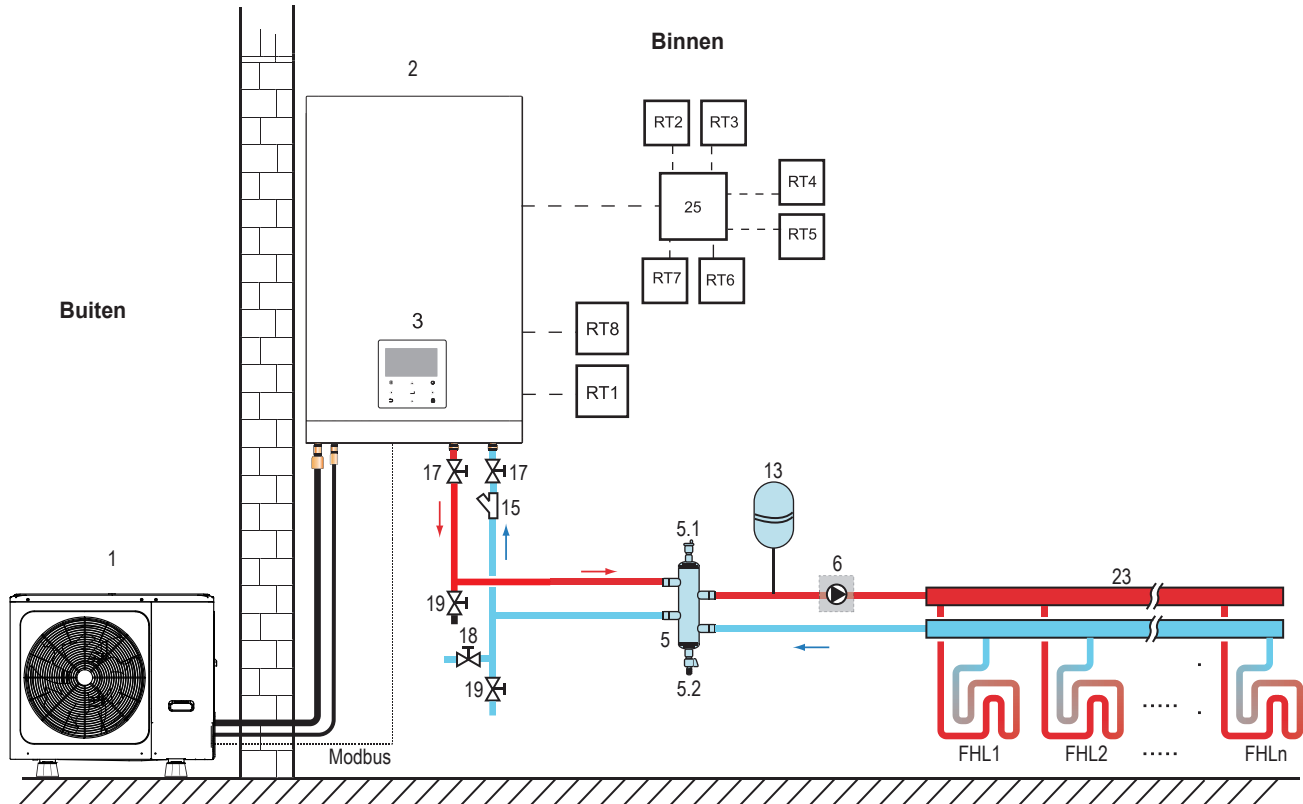 Binnen
2
RT2
RT3
RT4
25
RT5
RT7
RT6
Buiten
3
RT8
RT1
17
17
15
13
5.1
1
6
23
19
18
5
19
5.2
Modbus
FHL1
FHL2
.....
.....
FHLn